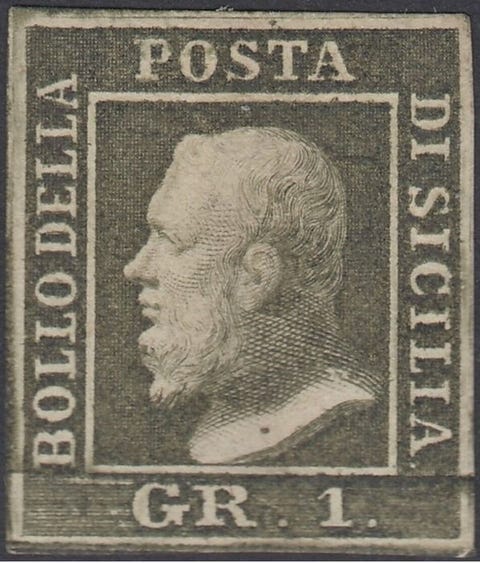 BOLLO DELLA
POSTA
DI SICILIA
GR. 1.